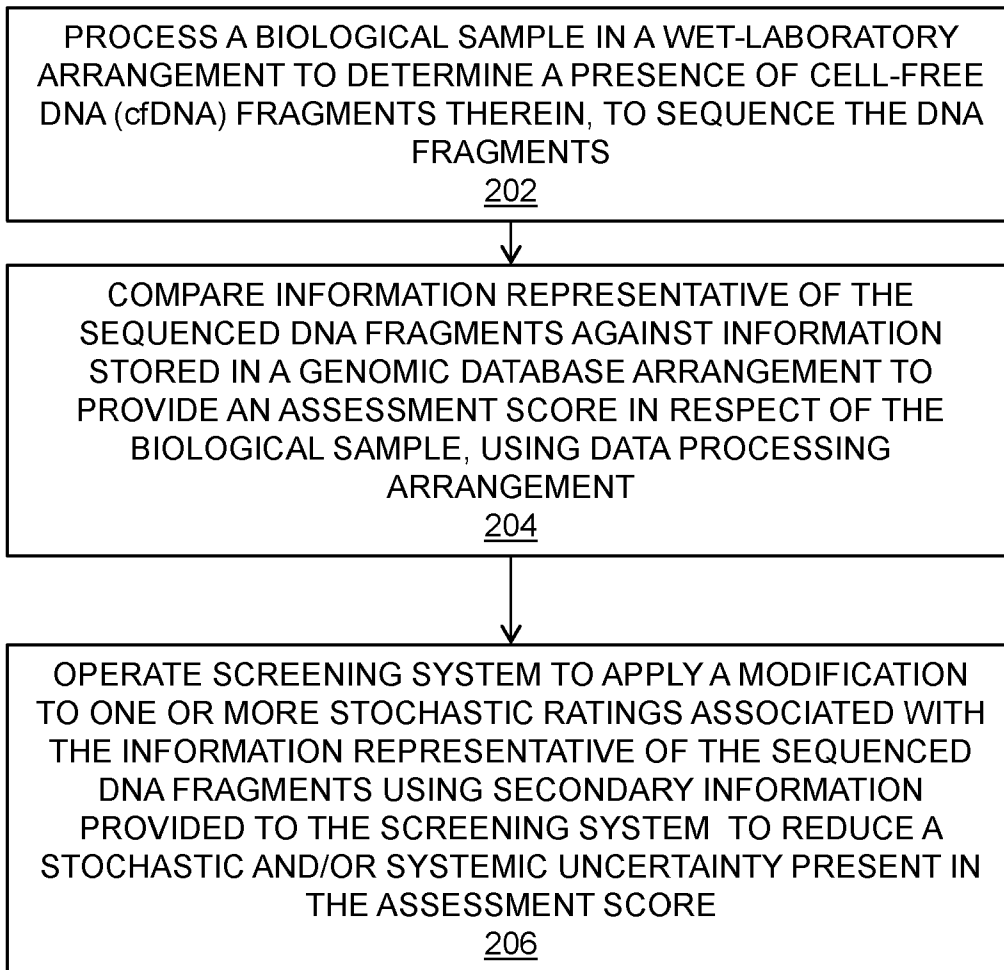 PROCESS A BIOLOGICAL SAMPLE IN A WET-LABORATORY
ARRANGEMENT TO DETERMINE A PRESENCE OF CELL-FREE
DNA (cfDNA) FRAGMENTS THEREIN, TO SEQUENCE THE DNA
FRAGMENTS
202
COMPARE INFORMATION REPRESENTATIVE OF THE
SEQUENCED DNA FRAGMENTS AGAINST INFORMATION
STORED IN A GENOMIC DATABASE ARRANGEMENT TO
PROVIDE AN ASSESSMENT SCORE IN RESPECT OF THE
BIOLOGICAL SAMPLE, USING DATA PROCESSING
ARRANGEMENT
204
OPERATE SCREENING SYSTEM TO APPLY A MODIFICATION
TO ONE OR MORE STOCHASTIC RATINGS ASSOCIATED WITH
THE INFORMATION REPRESENTATIVE OF THE SEQUENCED
DNA FRAGMENTS USING SECONDARY INFORMATION
PROVIDED TO THE SCREENING SYSTEM TO REDUCE A
STOCHASTIC AND/OR SYSTEMIC UNCERTAINTY PRESENT IN
THE ASSESSMENT SCORE
206